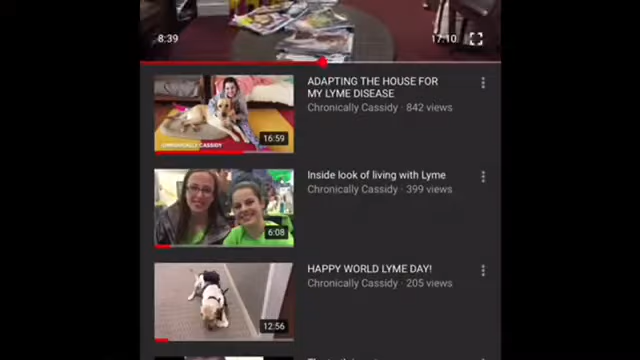 8:39
17:10
ADAPTING THE HOUSE FOR
MY LYME DISEASE
Chronically Cassidy · 842 views
16:59
CHRONICALLY CASSIDY
Inside look of living with Lyme
Chronically Cassidy · 399 views
6:08
HAPPY WORLD LYME DAY!
Chronically Cassidy · 205 views
12:56